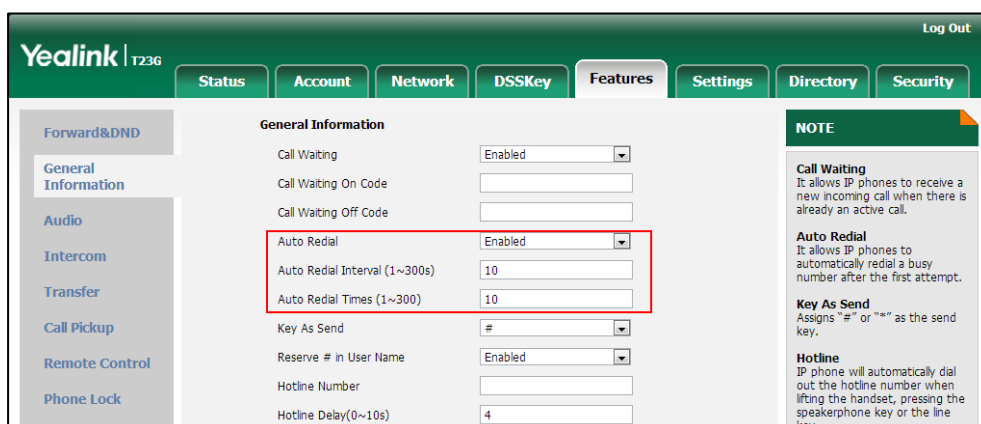 Log Out
Yealink | T23G
Status Account Network DSSKey Features Settings Directory Security
Forward&DND
General
Information
Audio
Intercom
Transfer
Call Pickup
Remote Control
Phone Lock
General Information
Call Waiting Enabled
Call Waiting On Code
Call Waiting Off Code
Auto Redial Enabled
Auto Redial Interval (1~300s) 10
Auto Redial Times (1~300) 10
Key As Send #
Reserve # in User Name Enabled
Hotline Number
Hotline Delay(0~10s) 4
NOTE
Call Waiting
It allows IP phones to receive a
new incoming call when there is
already an active call.
Auto Redial
It allows IP phones to
automatically redial a busy
number after the first attempt.
Key As Send
Assigns "#" or "*" as the send
key.
Hotline
IP phone will automatically dial
out the hotline number when
lifting the handset, pressing the
speakerphone key or the line